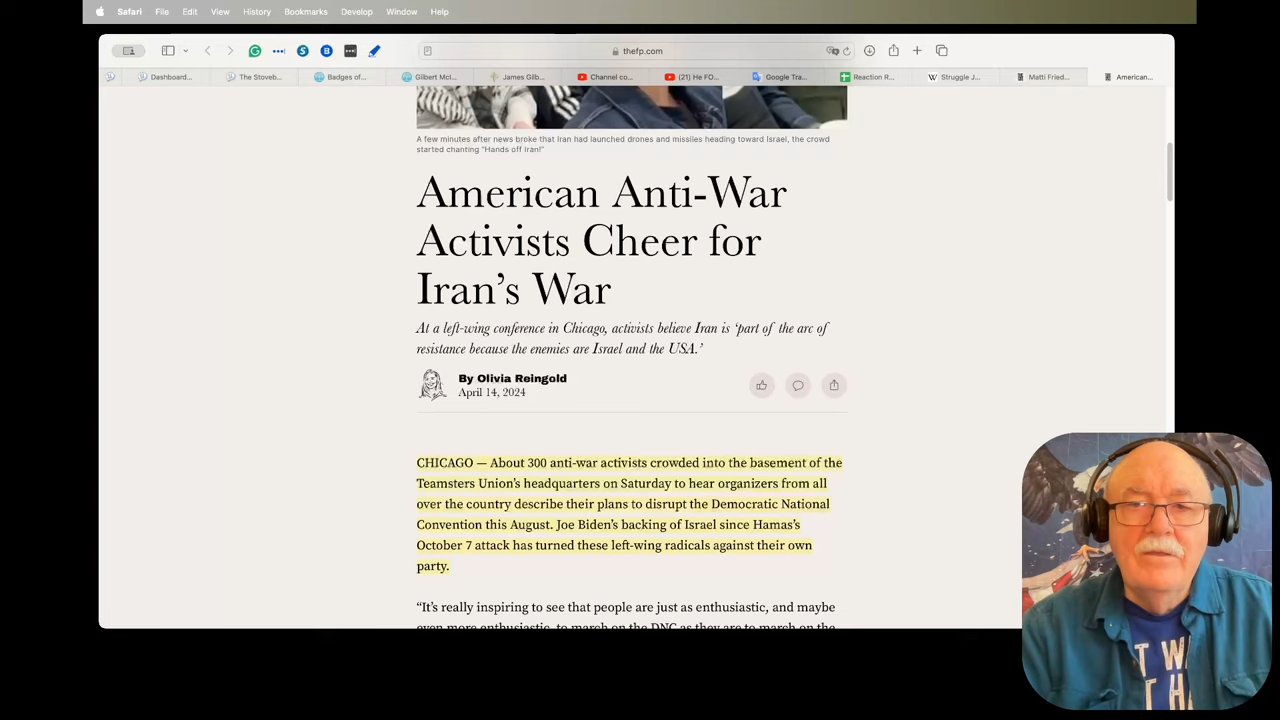 Safari File Edit View History Bookmarks Develop Window Help
thefp.com
Dashboard... The Stoveb... Badges of... Gilbert McI... James Gilb... Channel co... (21) He FO... Google Tra... Reaction R... Struggle J... Matti Fried... American...
A few minutes after news broke that Iran had launched drones and missiles heading toward Israel, the crowd
started chanting "Hands off Iran!"
American Anti-War
Activists Cheer for
Iran’s War
At a left-wing conference in Chicago, activists believe Iran is ‘part of the arc of
resistance because the enemies are Israel and the USA.’
By Olivia Reingold
April 14, 2024
CHICAGO — About 300 anti-war activists crowded into the basement of the
Teamsters Union’s headquarters on Saturday to hear organizers from all
over the country describe their plans to disrupt the Democratic National
Convention this August. Joe Biden’s backing of Israel since Hamas’s
October 7 attack has turned these left-wing radicals against their own
party.
“It’s really inspiring to see that people are just as enthusiastic, and maybe
even more enthusiastic, to march on the DNC as they are to march on the